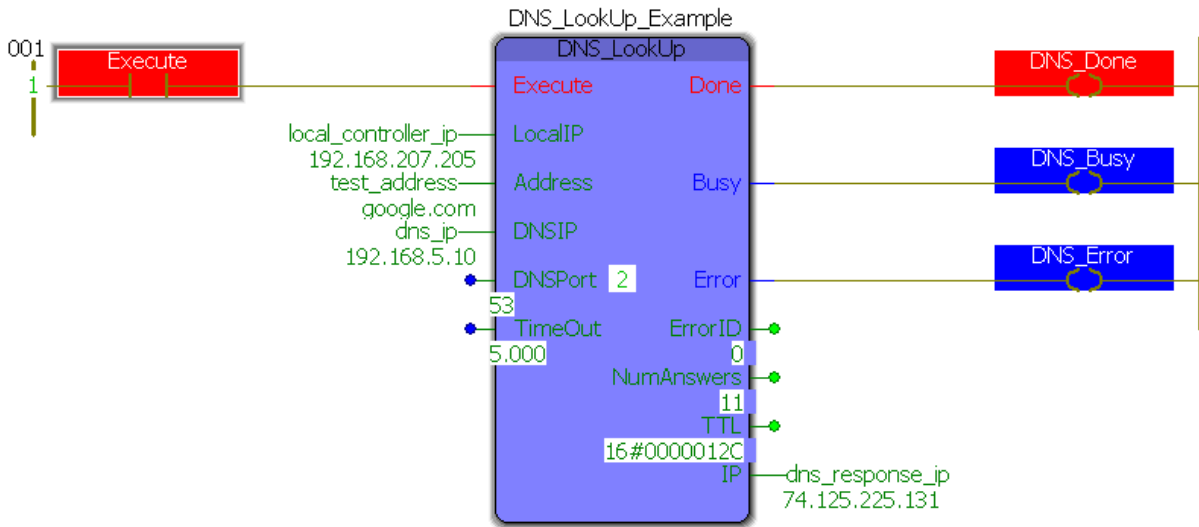 DNS_LookUp_Example
001
Execute
DNS_LookUp
DNS_Done
1
Execute
Done
local_controller_ip
LocalIP
192.168.207.205
DNS_Busy
test_address
Address
Busy
google.com
dns_ip
DNSIP
192.168.5.10
DNS_Error
DNSPort
2
Error
53
TimeOut
ErrorID
5.000
0
NumAnswers
11
TTL
16#0000012C
IP
dns_response_ip
74.125.225.131